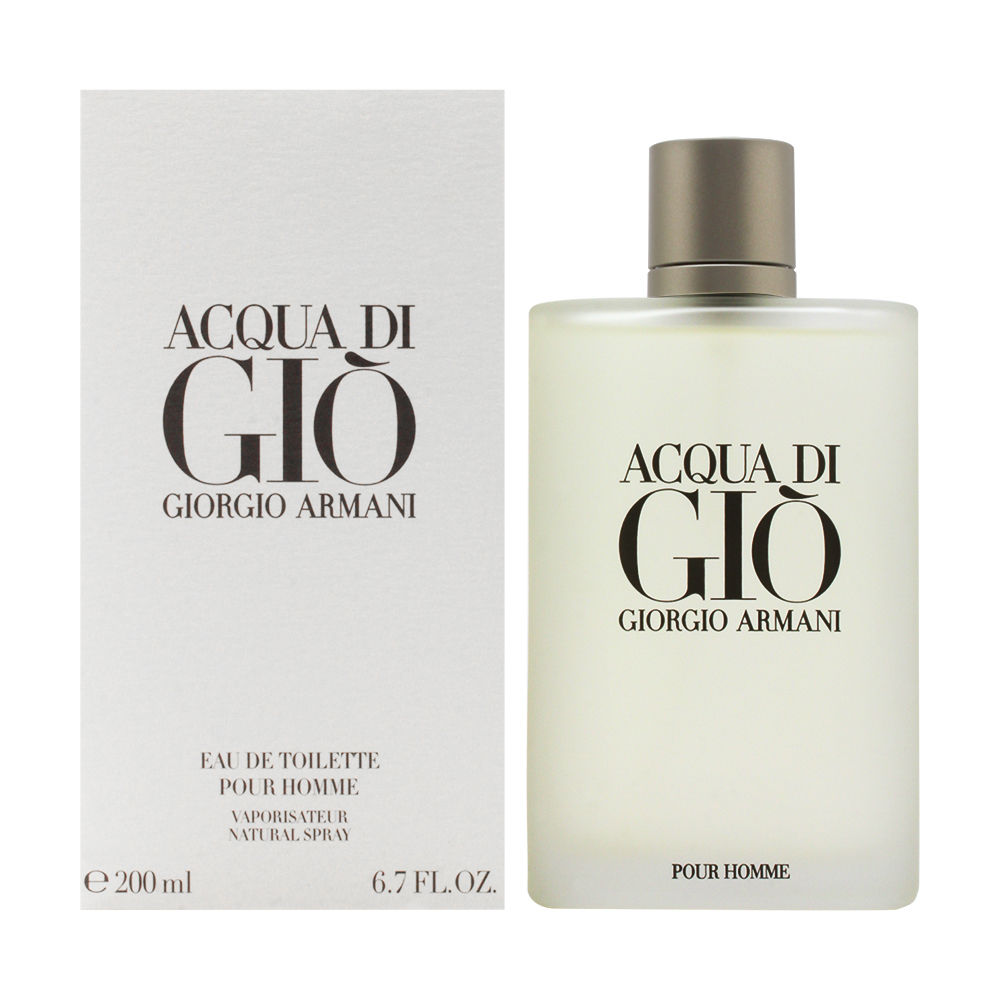 ACQUA DI
GIÒ
GIORGIO ARMANI
EAU DE TOILETTE
POUR HOMME
VAPORISATEUR
NATURAL SPRAY
℮ 200 ml 6.7 FL.OZ.
ACQUA DI
GIÒ
GIORGIO ARMANI
POUR HOMME